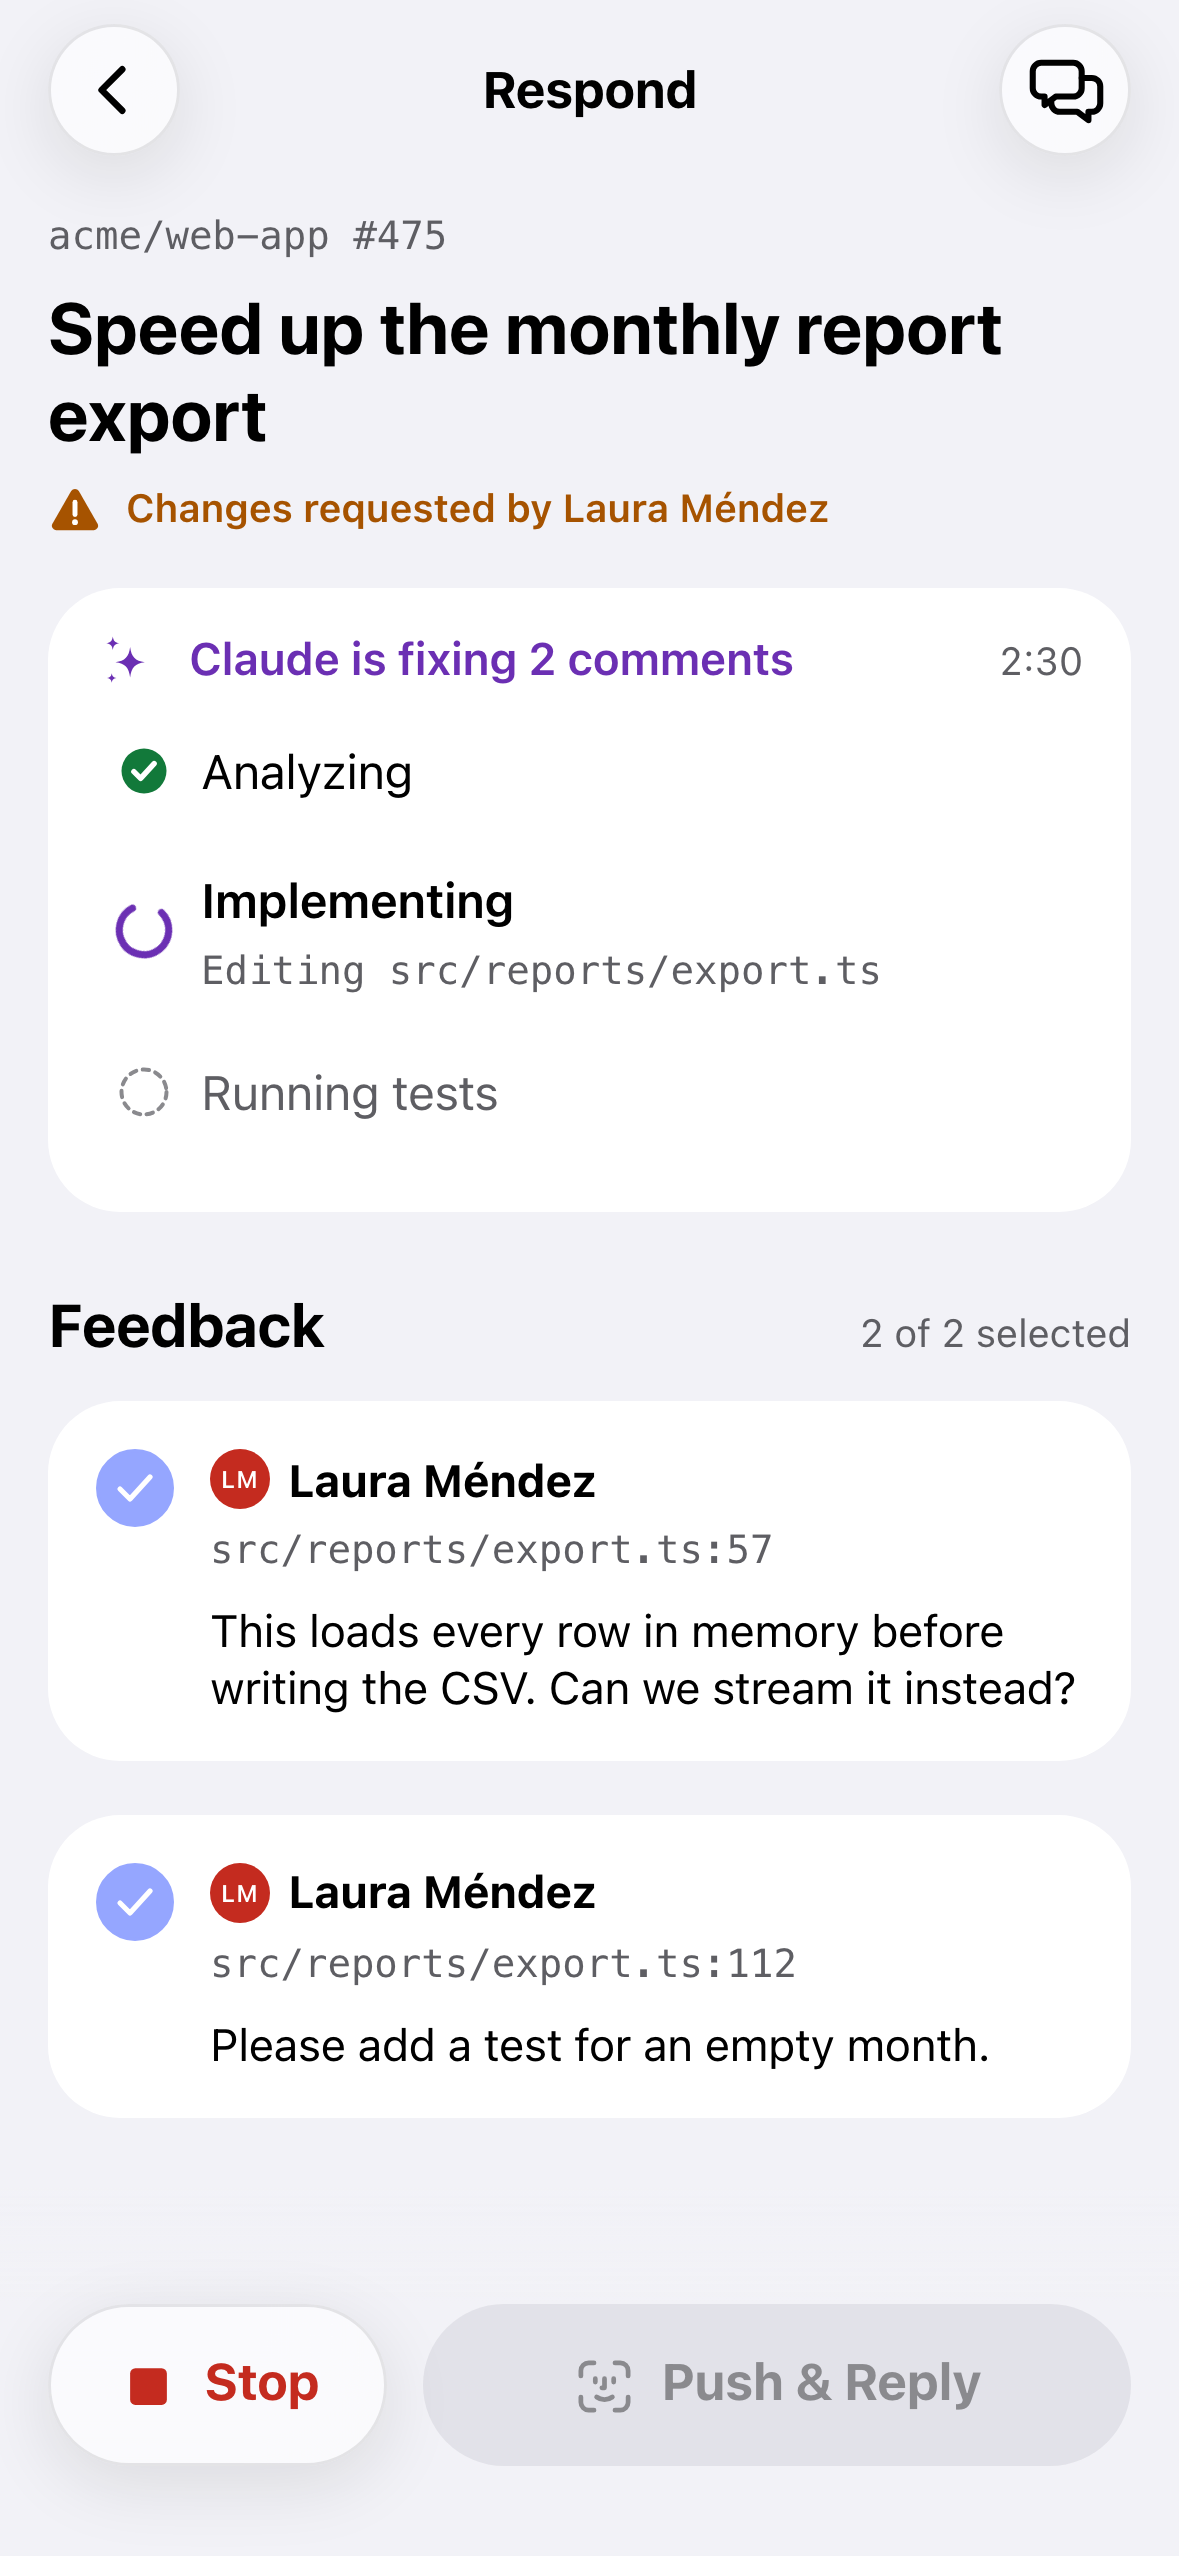 Respond
acme/web-app #475
Speed up the monthly report
export
Changes requested by Laura Méndez
Claude is fixing 2 comments
2:30
Analyzing
Implementing
Editing src/reports/export.ts
Running tests
Feedback
2 of 2 selected
LM Laura Méndez
src/reports/export.ts:57
This loads every row in memory before
writing the CSV. Can we stream it instead?
LM Laura Méndez
src/reports/export.ts:112
Please add a test for an empty month.
Stop
Push & Reply